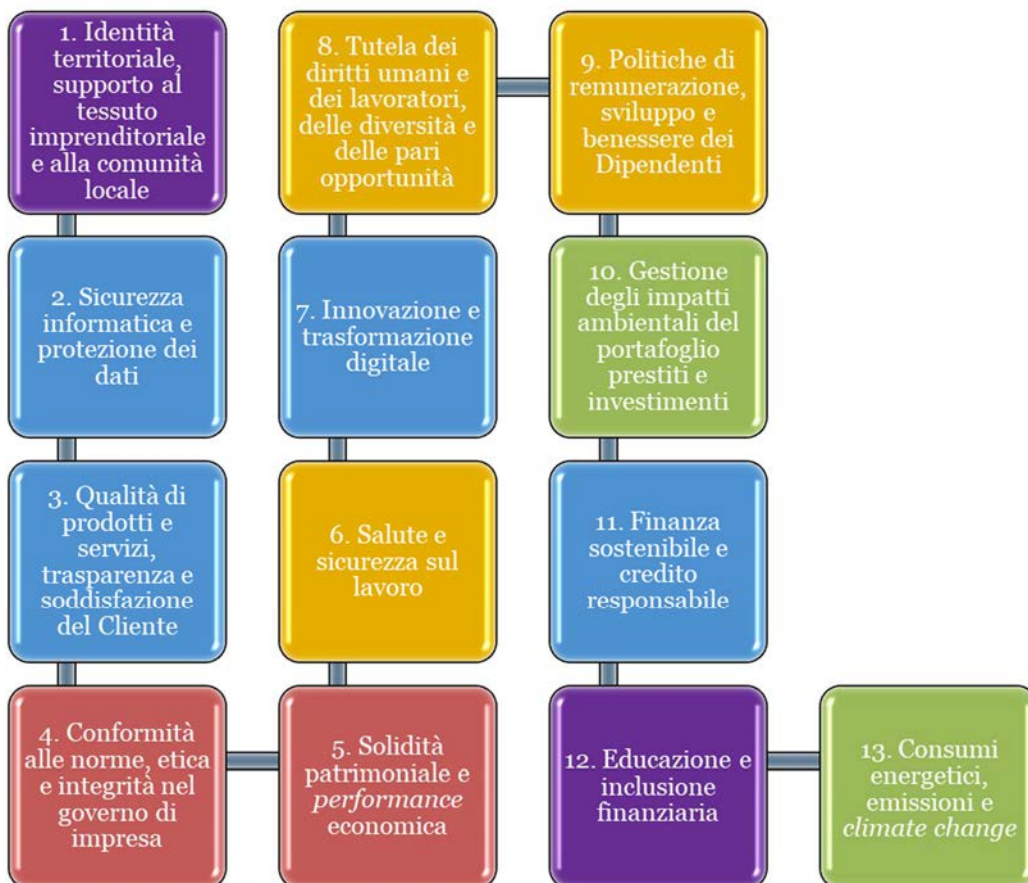 1. Identità
territoriale,
supporto al
tessuto
imprenditoriale
e alla comunità
locale
2. Sicurezza
informatica e
protezione dei
dati
3. Qualità di
prodotti e
servizi,
trasparenza e
soddisfazione
del Cliente
4. Conformità
alle norme, etica
e integrità nel
governo di
impresa
5. Solidità
patrimoniale e
performance
economica
6. Salute e
sicurezza sul
lavoro
7. Innovazione e
trasformazione
digitale
8. Tutela dei
diritti umani e
dei lavoratori,
delle diversità e
delle pari
opportunità
9. Politiche di
remunerazione,
sviluppo e
benessere dei
Dipendenti
10. Gestione
degli impatti
ambientali del
portafoglio
prestiti e
investimenti
11. Finanza
sostenibile e
credito
responsabile
12. Educazione e
inclusione
finanziaria
13. Consumi
energetici,
emissioni e
climate change